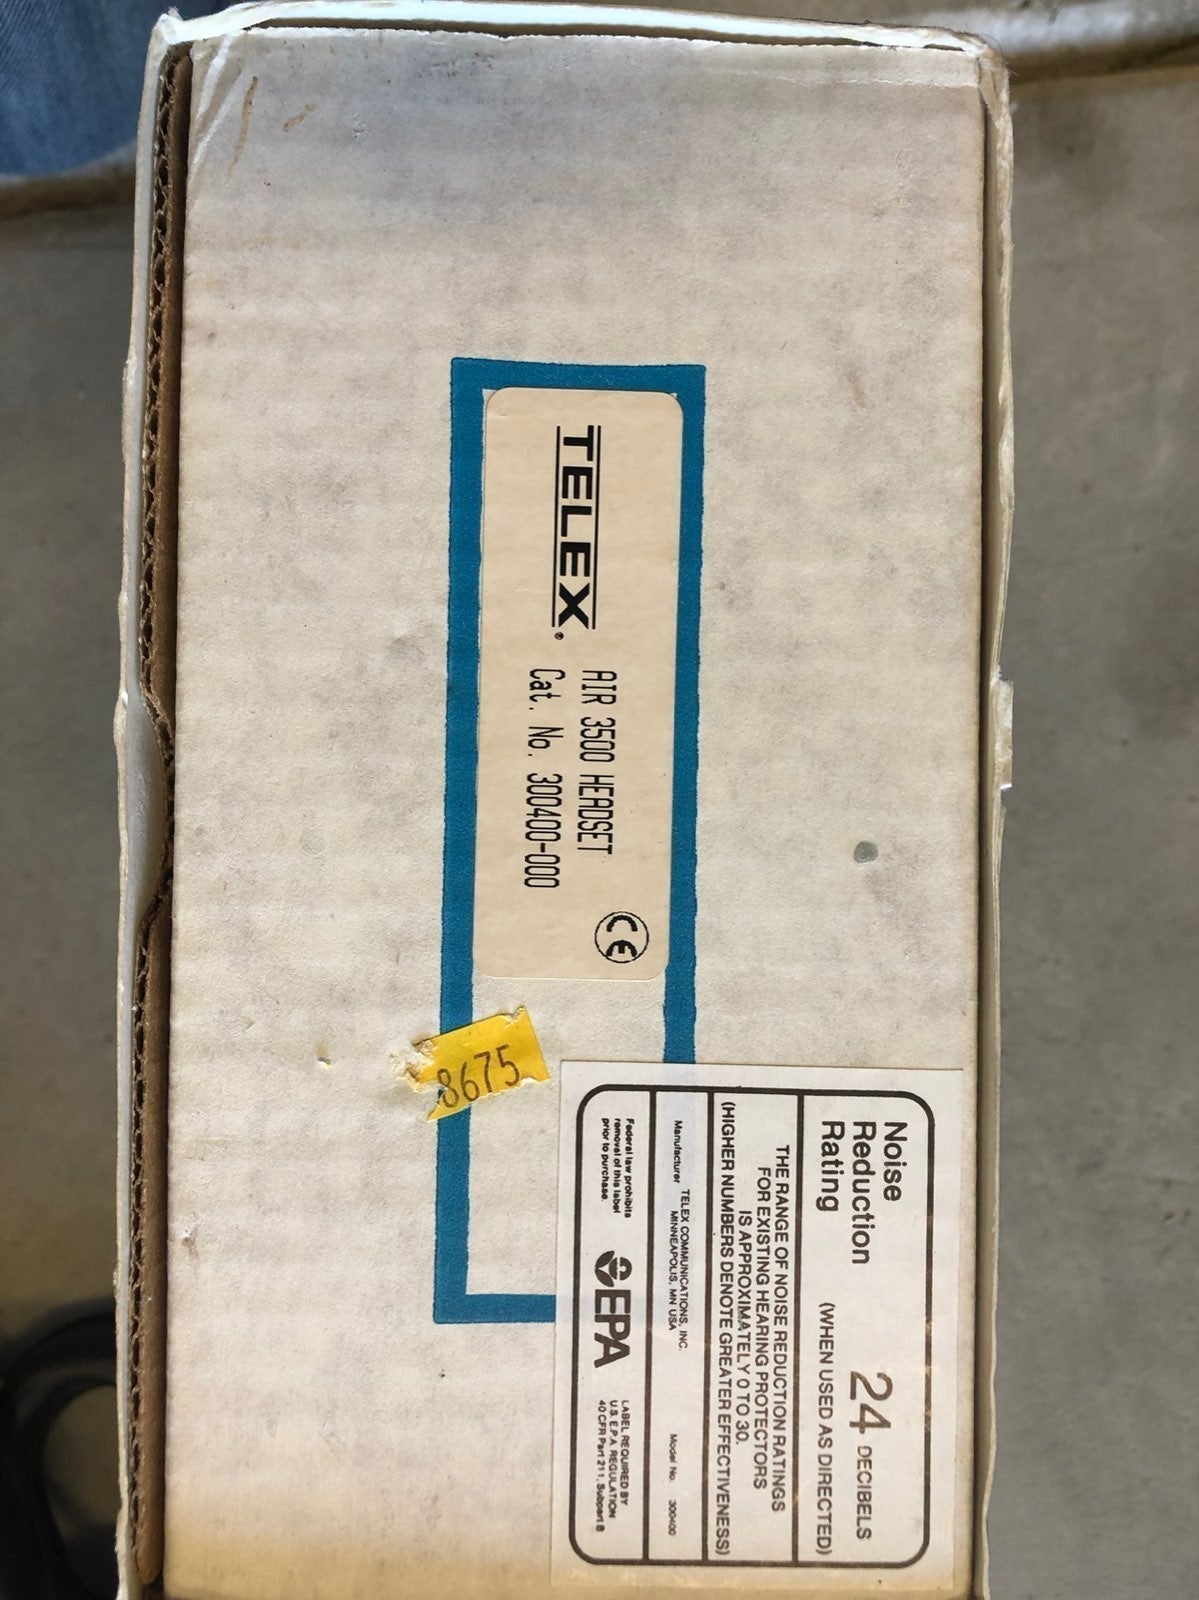 TELEX®
AIR 3500 HEADSET
Cat. No. 300400-000
CE
8675
Noise
Reduction
Rating
24 DECIBELS
(WHEN USED AS DIRECTED)
THE RANGE OF NOISE REDUCTION RATINGS
FOR EXISTING HEARING PROTECTORS
IS APPROXIMATELY 0 TO 30.
(HIGHER NUMBERS DENOTE GREATER EFFECTIVENESS)
Manufacturer TELEX COMMUNICATIONS, INC.
MINNEAPOLIS, MN USA
Model No. 300400
Federal law prohibits
removal of this label
prior to purchase.
EPA
LABEL REQUIRED BY
U.S. E.P.A. REGULATION
40 CFR Part 211, Subpart B